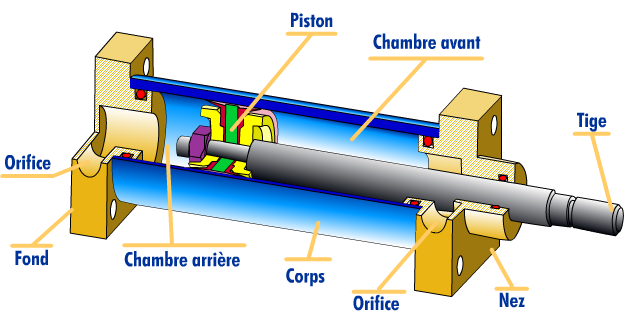 Piston
Chambre avant
Tige
Orifice
Fond
Chambre arrière
Corps
Orifice
Nez